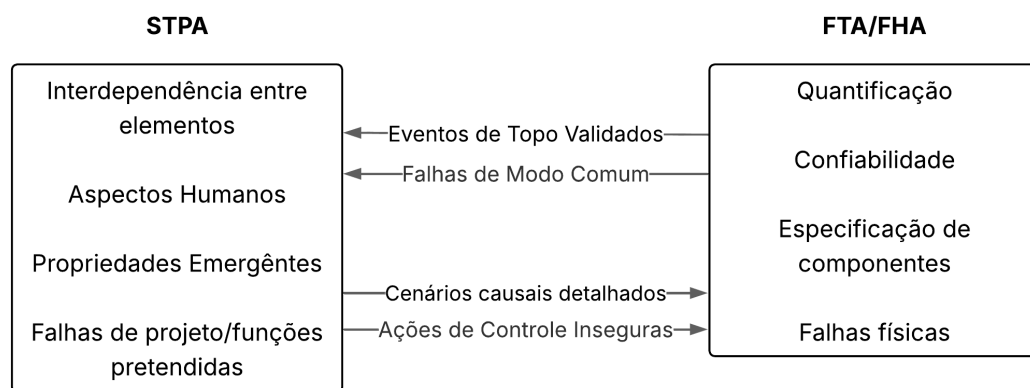 STPA
Interdependência entre
elementos
Aspectos Humanos
Propriedades Emergêntes
Falhas de projeto/funções
pretendidas
Eventos de Topo Validados
Falhas de Modo Comum
Cenários causais detalhados
Ações de Controle Inseguras
FTA/FHA
Quantificação
Confiabilidade
Especificação de
componentes
Falhas físicas